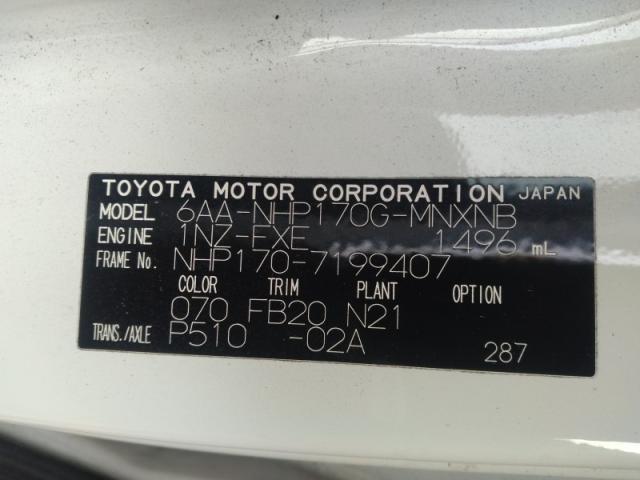 TOYOTA MOTOR CORPORATION JAPAN
MODEL 6AA-NHP170G-MNXNB
ENGINE 1NZ-EXE 1496 mL
FRAME No. NHP170-7199407
COLOR TRIM PLANT OPTION
070 FB20 N21
TRANS./AXLE P510 -02A
287